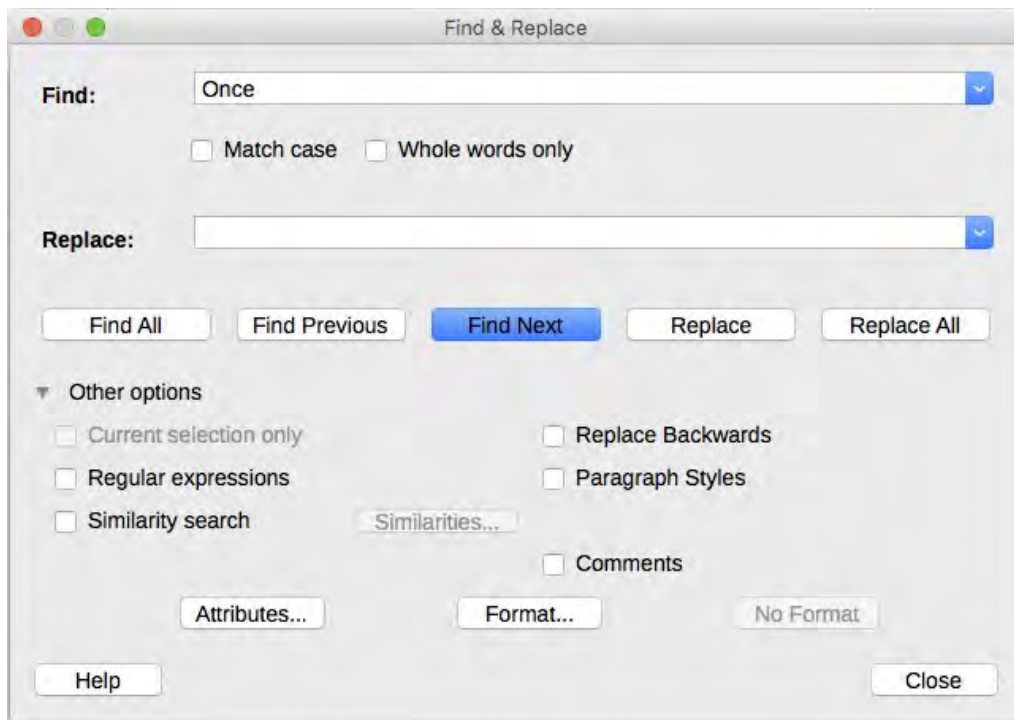 Find & Replace
Find: Once
Match case Whole words only
Replace:
Find All Find Previous Find Next Replace Replace All
Other options
Current selection only Replace Backwards
Regular expressions Paragraph Styles
Similarity search Similarities...
Comments
Attributes... Format... No Format
Help Close